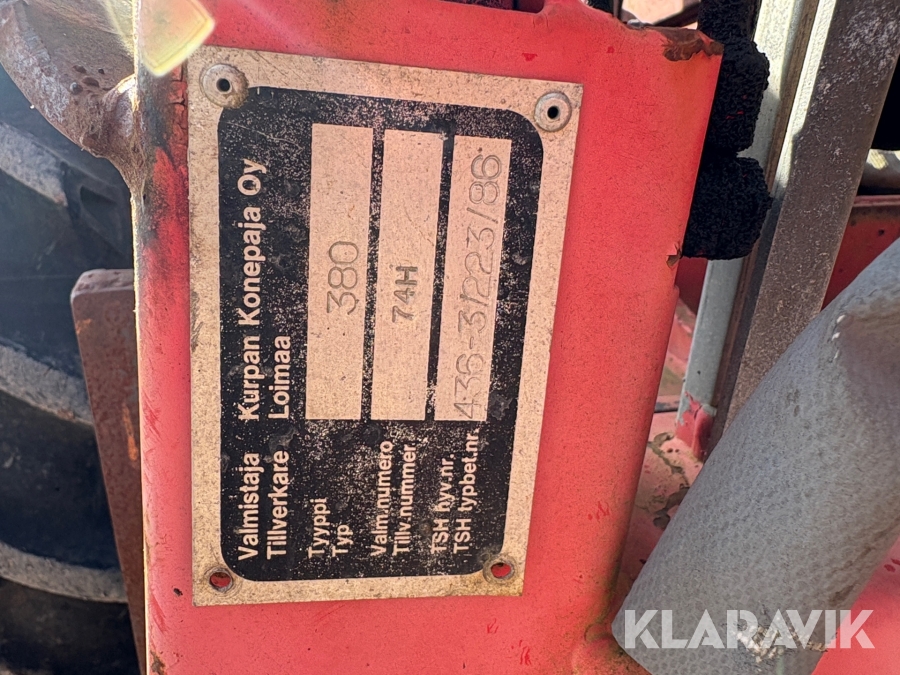 Valmistaja Kurpan Konepaja Oy
Tillverkare Loimaa
Tyyppi
Typ
380
Valm.numero
Tillv.nummer
74H
TSH hyv.nr.
TSH typbet.nr.
436-3/223/86
KLARAVIK